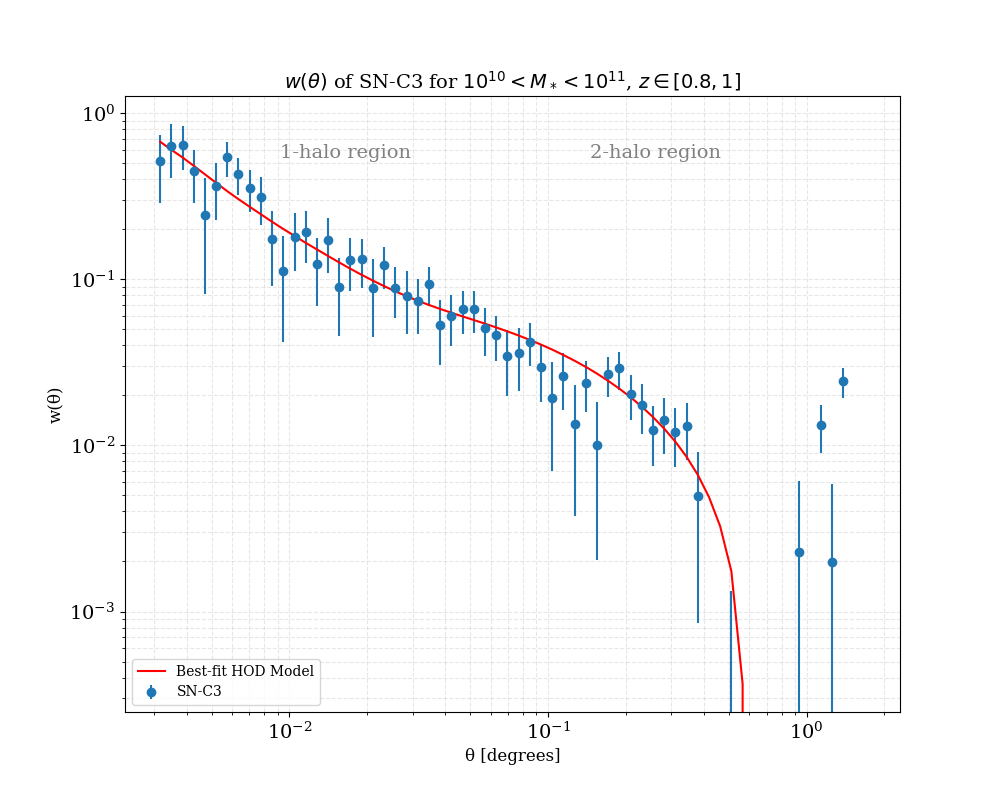 w(θ) of SN-C3 for 10¹⁰ < M* < 10¹¹, z ∈ [0.8, 1]
1-halo region 2-halo region
10⁰
10⁻¹
10⁻²
10⁻³
w(θ)
Best-fit HOD Model
SN-C3
10⁻² 10⁻¹ 10⁰
θ [degrees]